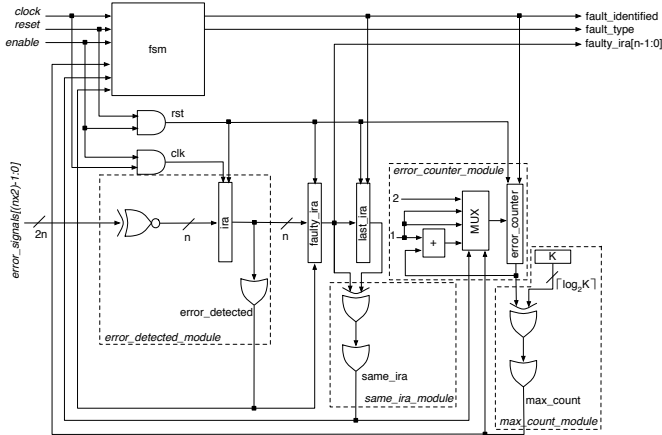 clock
reset
enable
fsm
fault_identified
fault_type
faulty_ira[n-1:0]
rst
clk
error_signals[(nx2)-1:0]
2n
n
ira
n
faulty_ira
last_ira
error_counter_module
2
1
+
MUX
error_counter
K
⌈log2K⌉
error_detected
error_detected_module
same_ira
same_ira_module
max_count
max_count_module